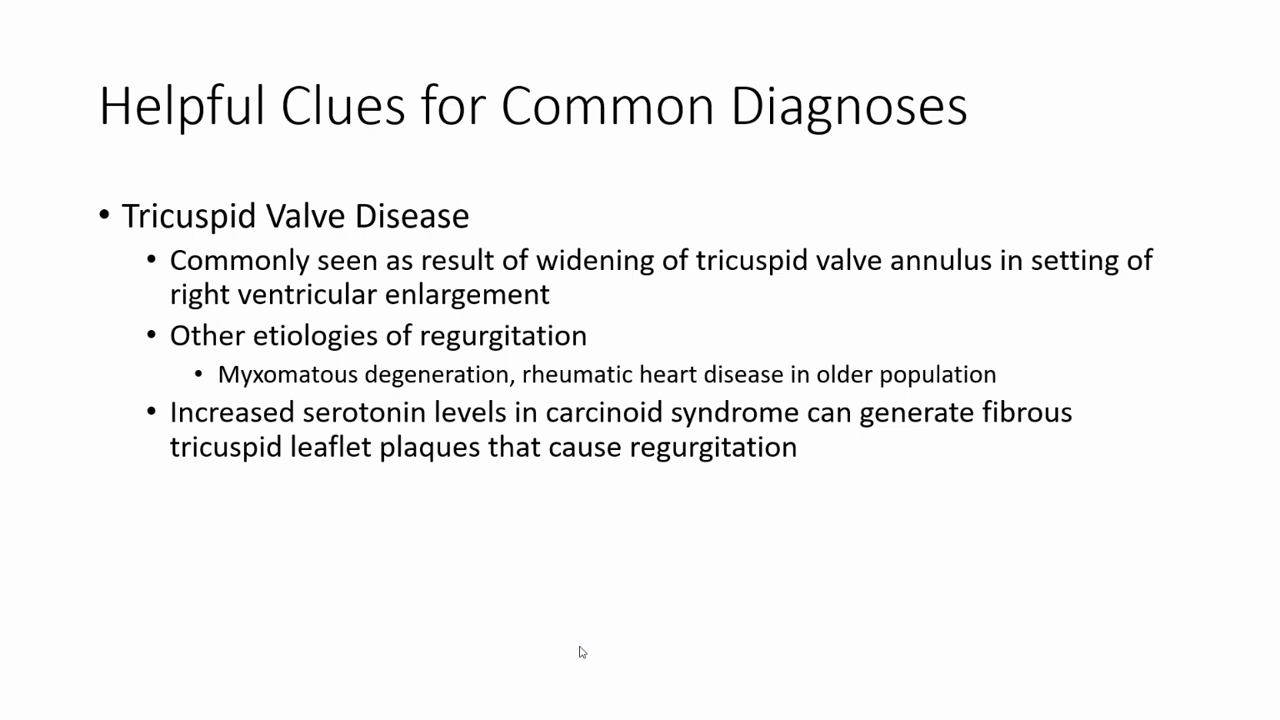 Helpful Clues for Common Diagnoses
• Tricuspid Valve Disease
• Commonly seen as result of widening of tricuspid valve annulus in setting of
right ventricular enlargement
• Other etiologies of regurgitation
• Myxomatous degeneration, rheumatic heart disease in older population
• Increased serotonin levels in carcinoid syndrome can generate fibrous
tricuspid leaflet plaques that cause regurgitation